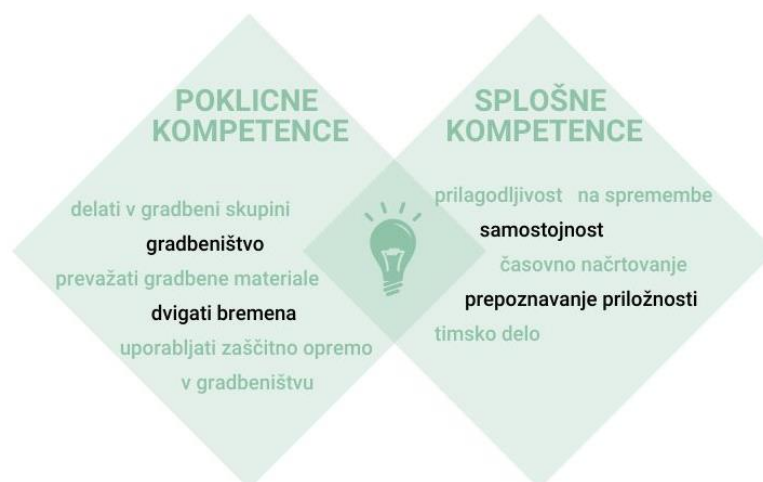 POKLICNE
KOMPETENCE
delati v gradbeni skupini
gradbeništvo
prevažati gradbene materiale
dvigati bremena
uporabljati zaščitno opremo
v gradbeništvu
SPLOŠNE
KOMPETENCE
prilagodljivost na spremembe
samostojnost
časovno načrtovanje
prepoznavanje priložnosti
timsko delo